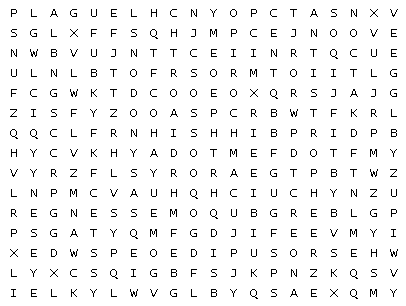 P L A G U E L H C N Y O P C T A S N X V
S G L X F F S Q H J M P C E J N O O V E
N W B V U J N T T C E I I N R T Q C U E
U L N L B T O F R S O R M T O I I T L G
F C G W K T D C O O E O X Q R S J A J G
Z I S F Y Z O O A S P C R B W T F K R L
Q Q C L F R N H I S H H I B P R I D P B
H Y C V K H Y A D O T M E F D O T F M Y
V Y R Z F L S Y R O R A E G T P B T W Z
L N P M C V A U H Q H C I U C H Y N Z U
R E G N E S S E M O Q U B G R E B L G P
P S G A T Y Q M F G D J I F E E V M Y I
X E D W S P E O E D I P U S O R S E H W
L Y X C S Q I G B F S J K P N Z K Q S V
I E L K Y L W V G L B Y Q S A E X Q M Y